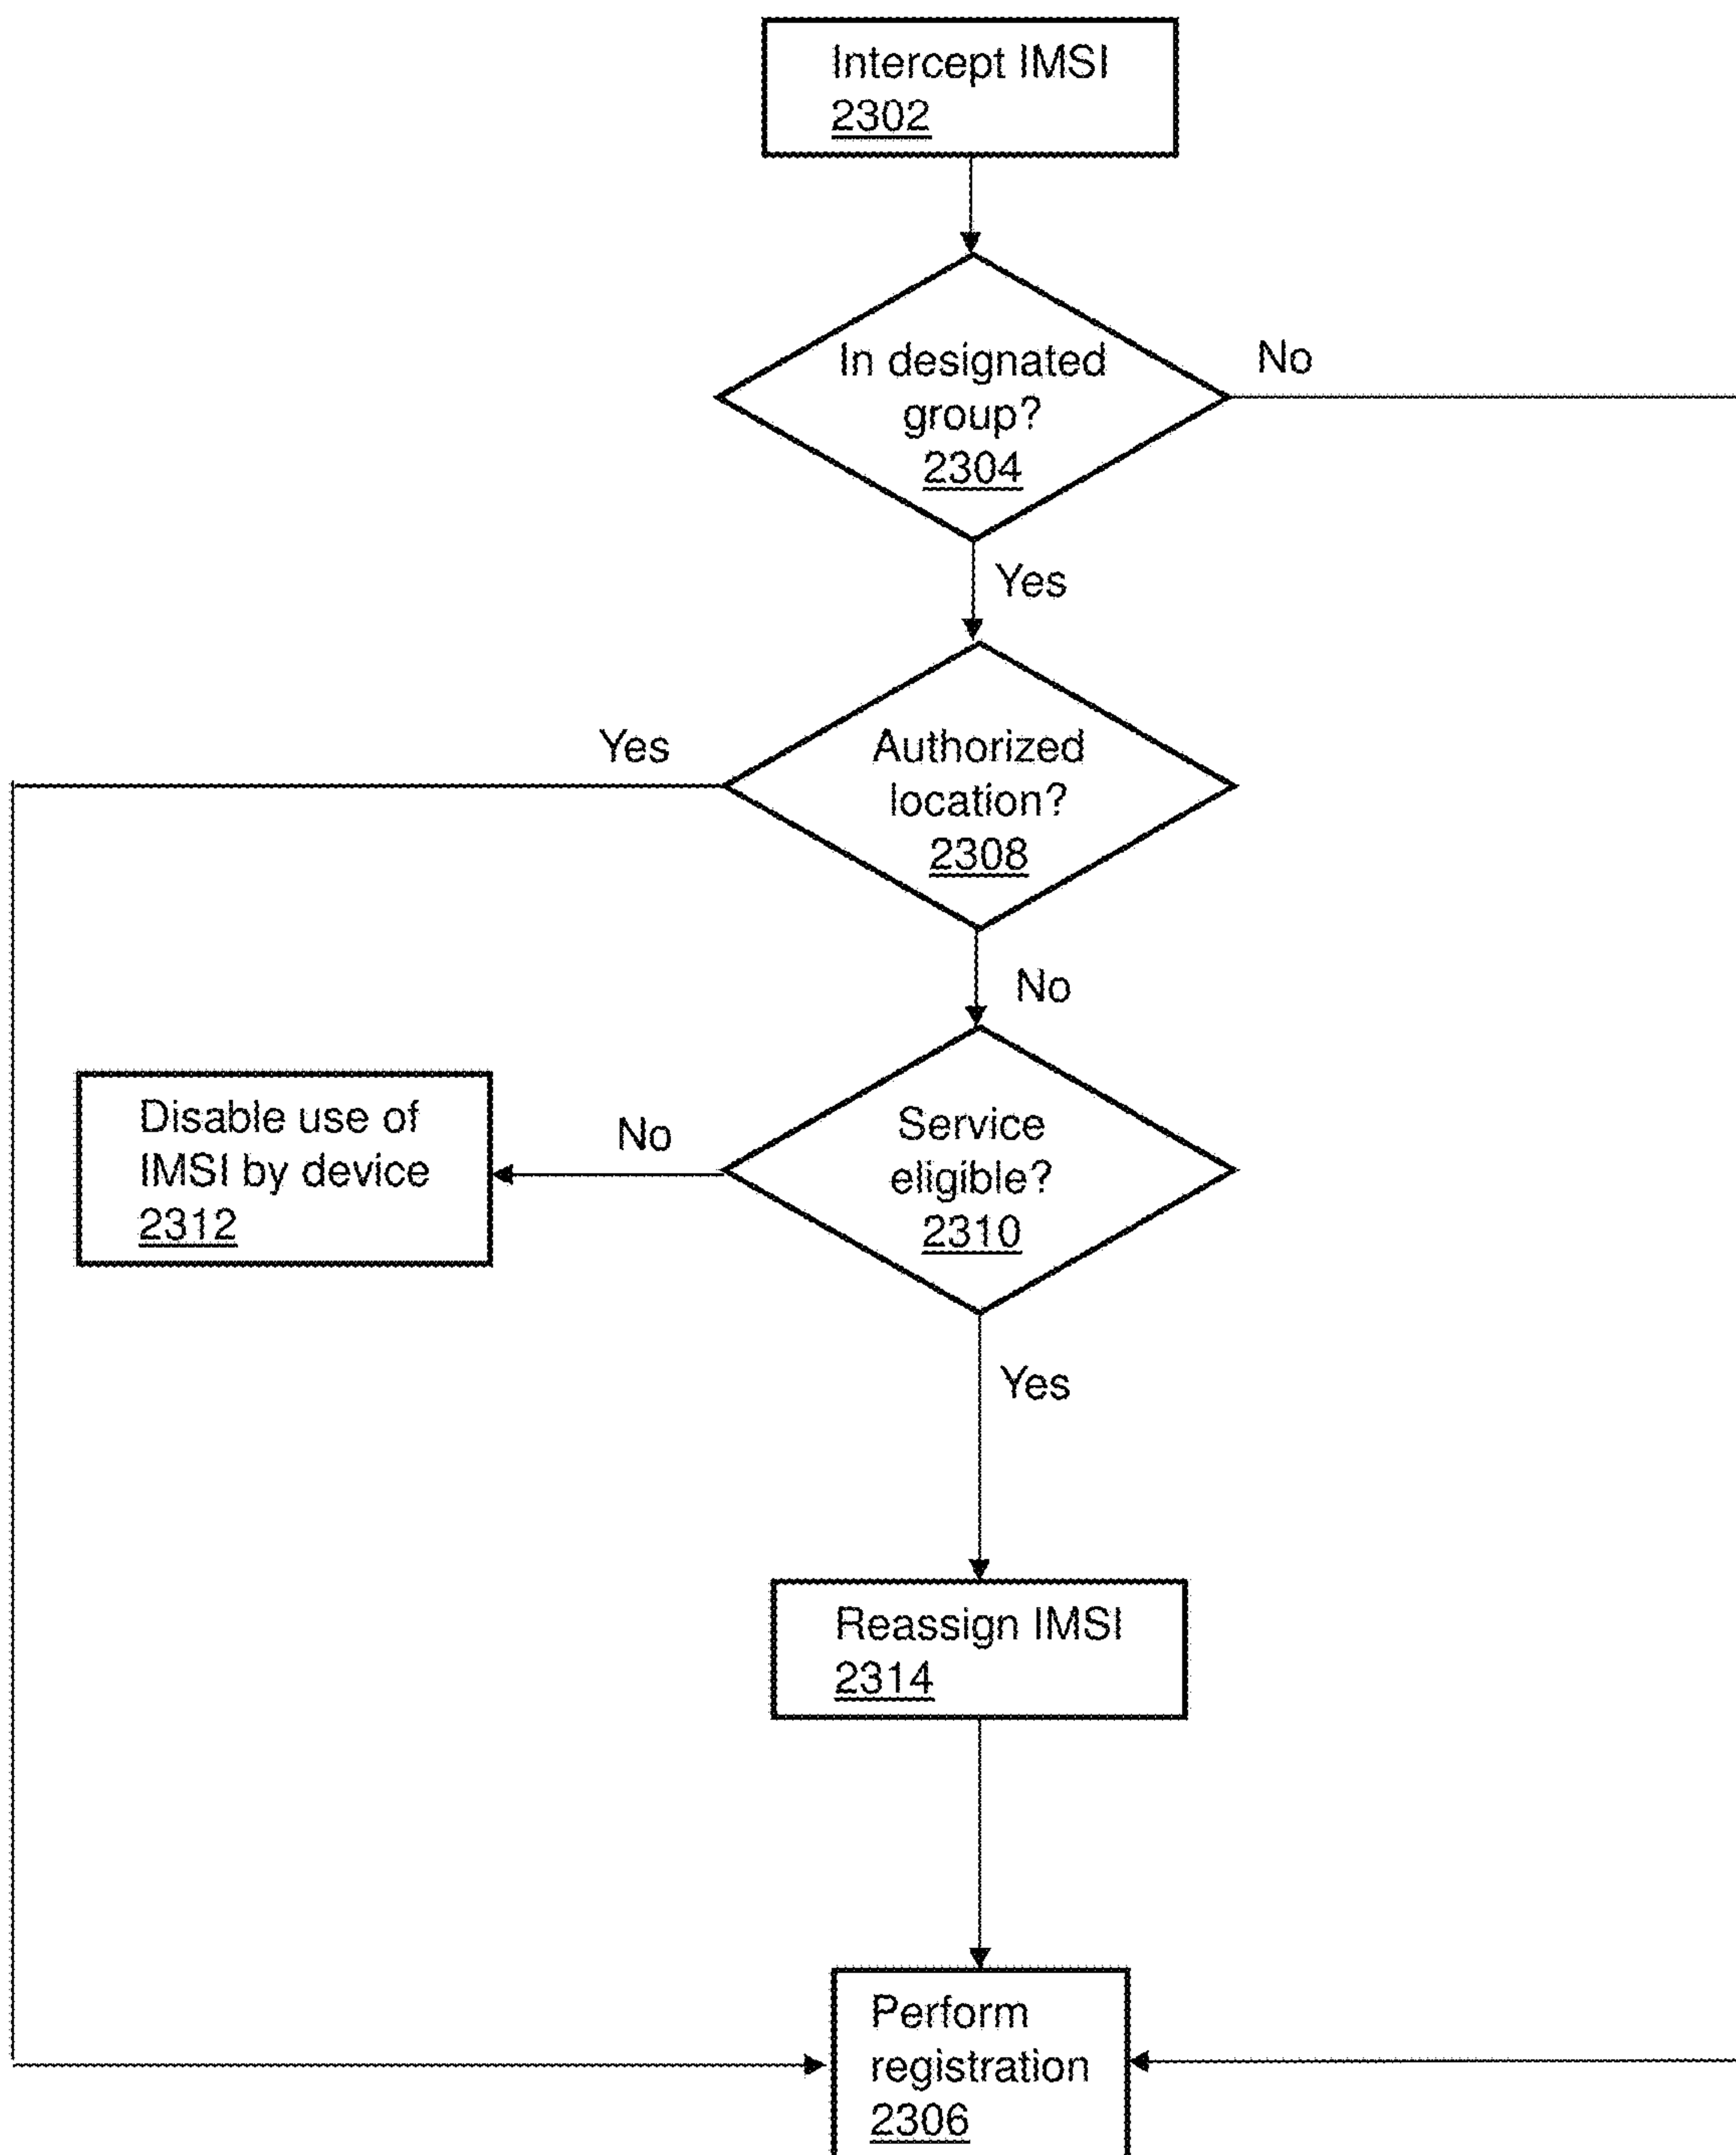 Intercept IMSI
2302
In designated
group?
2304
No
Yes
Authorized
location?
2308
Yes
No
Service
eligible?
2310
No
Disable use of
IMSI by device
2312
Yes
Reassign IMSI
2314
Perform
registration
2306